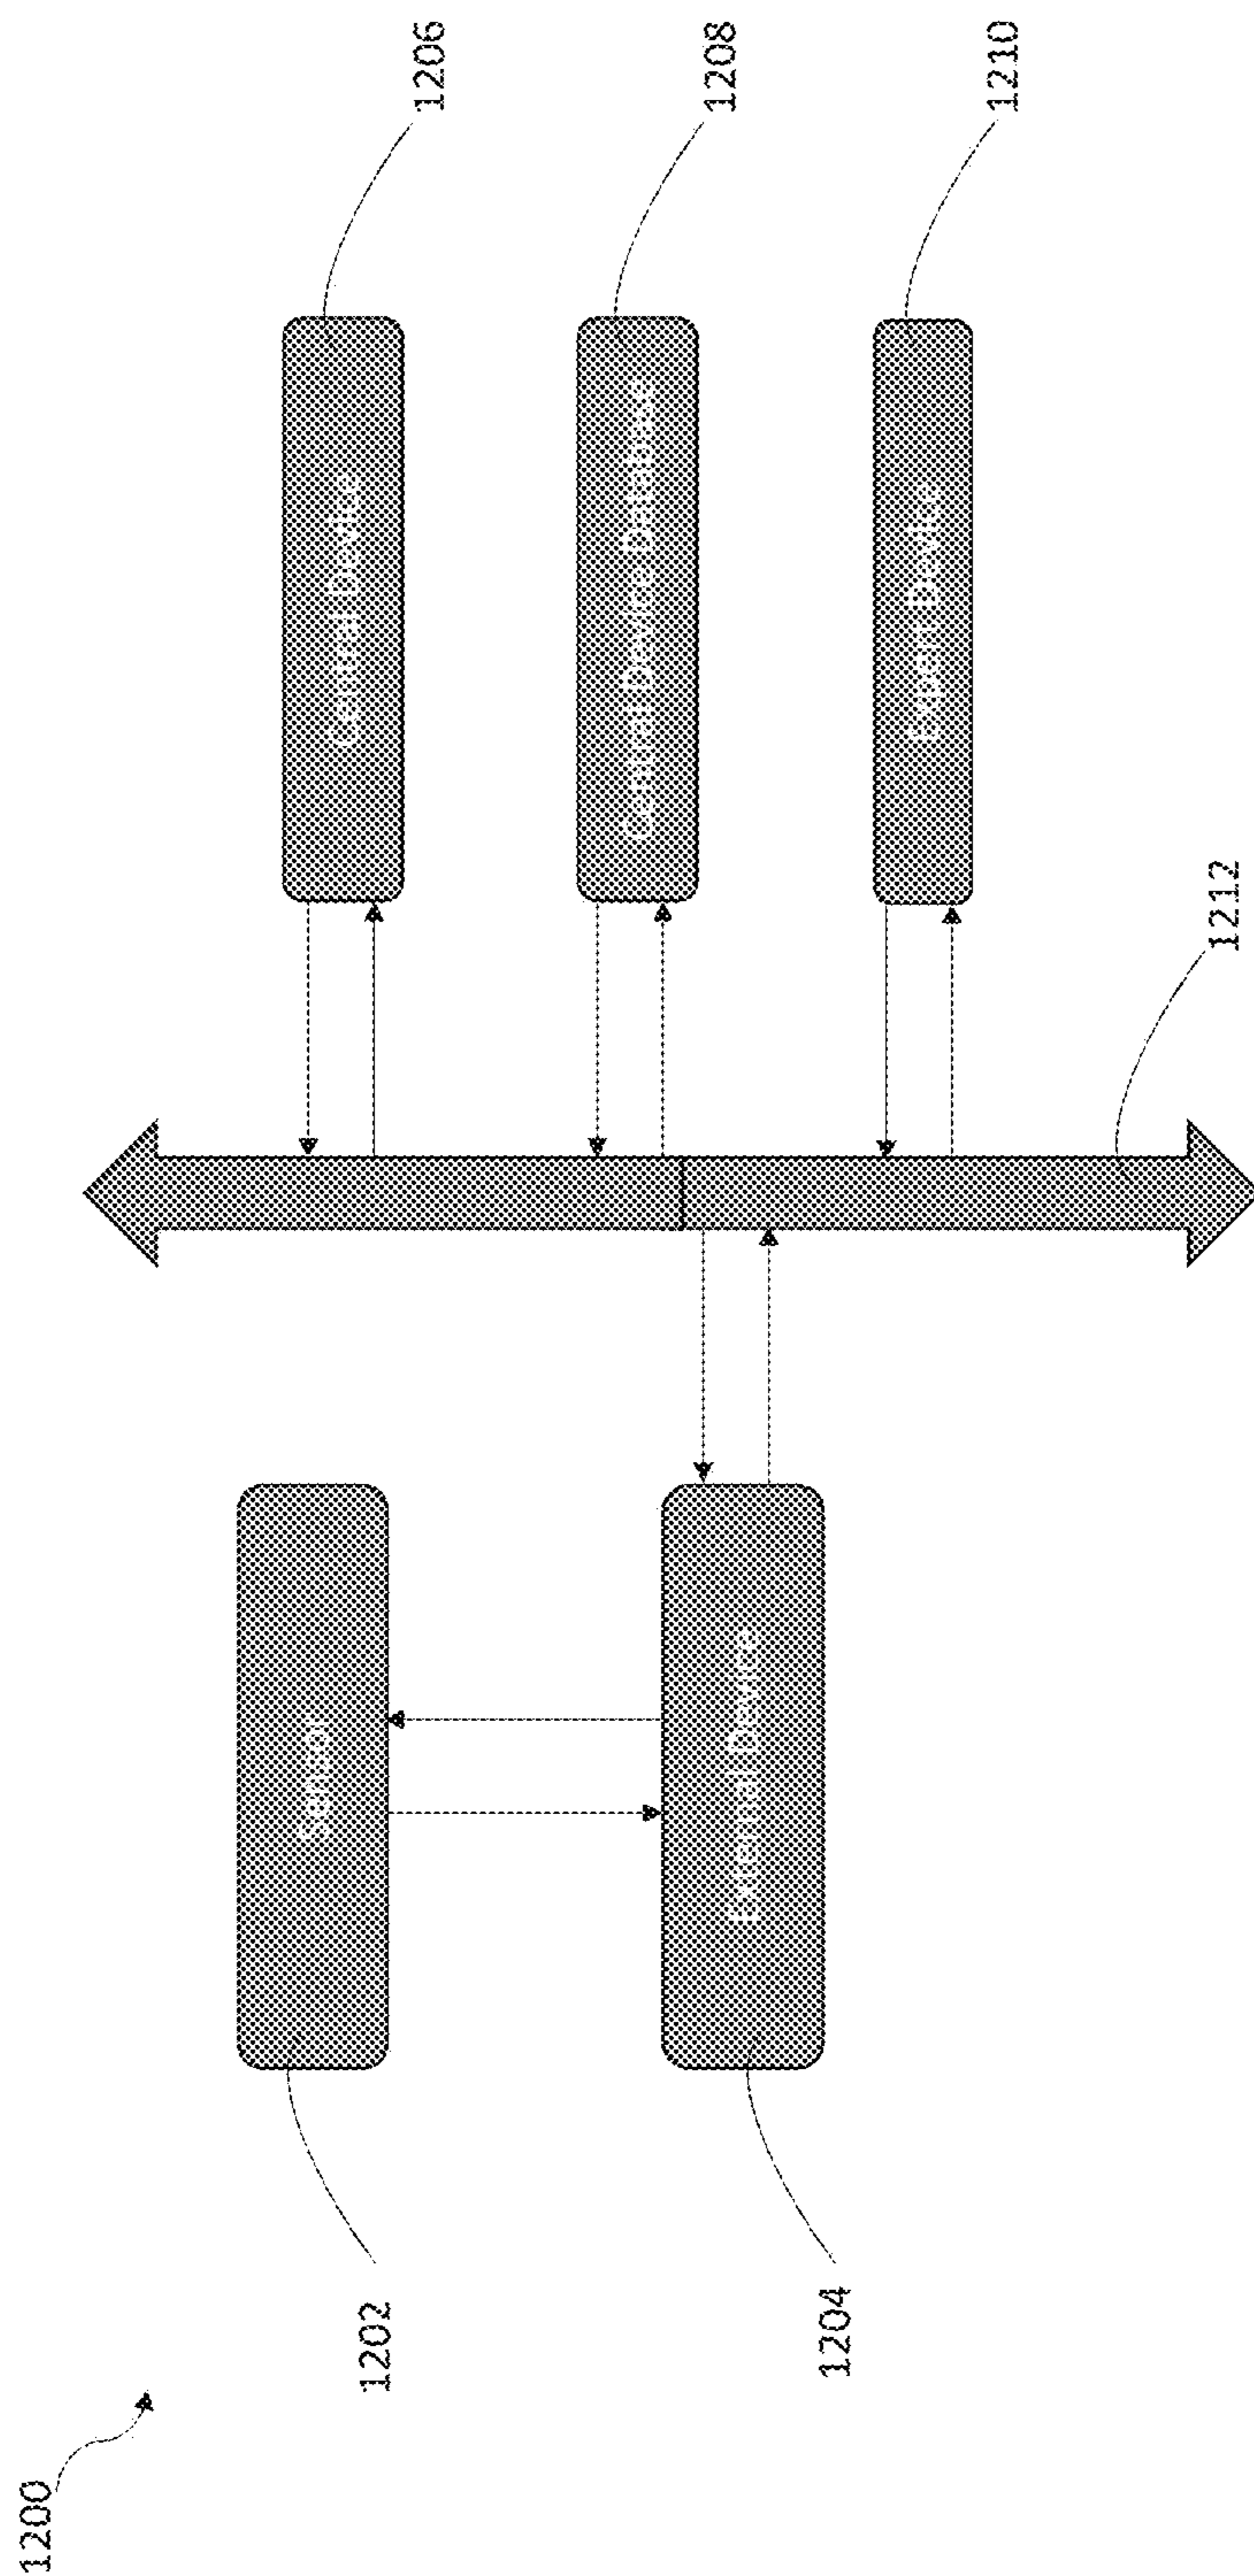 1200
1202
Sensor
1204
External Device
1206
Central Device
1208
Central Device Database
1210
Expert Device
1212